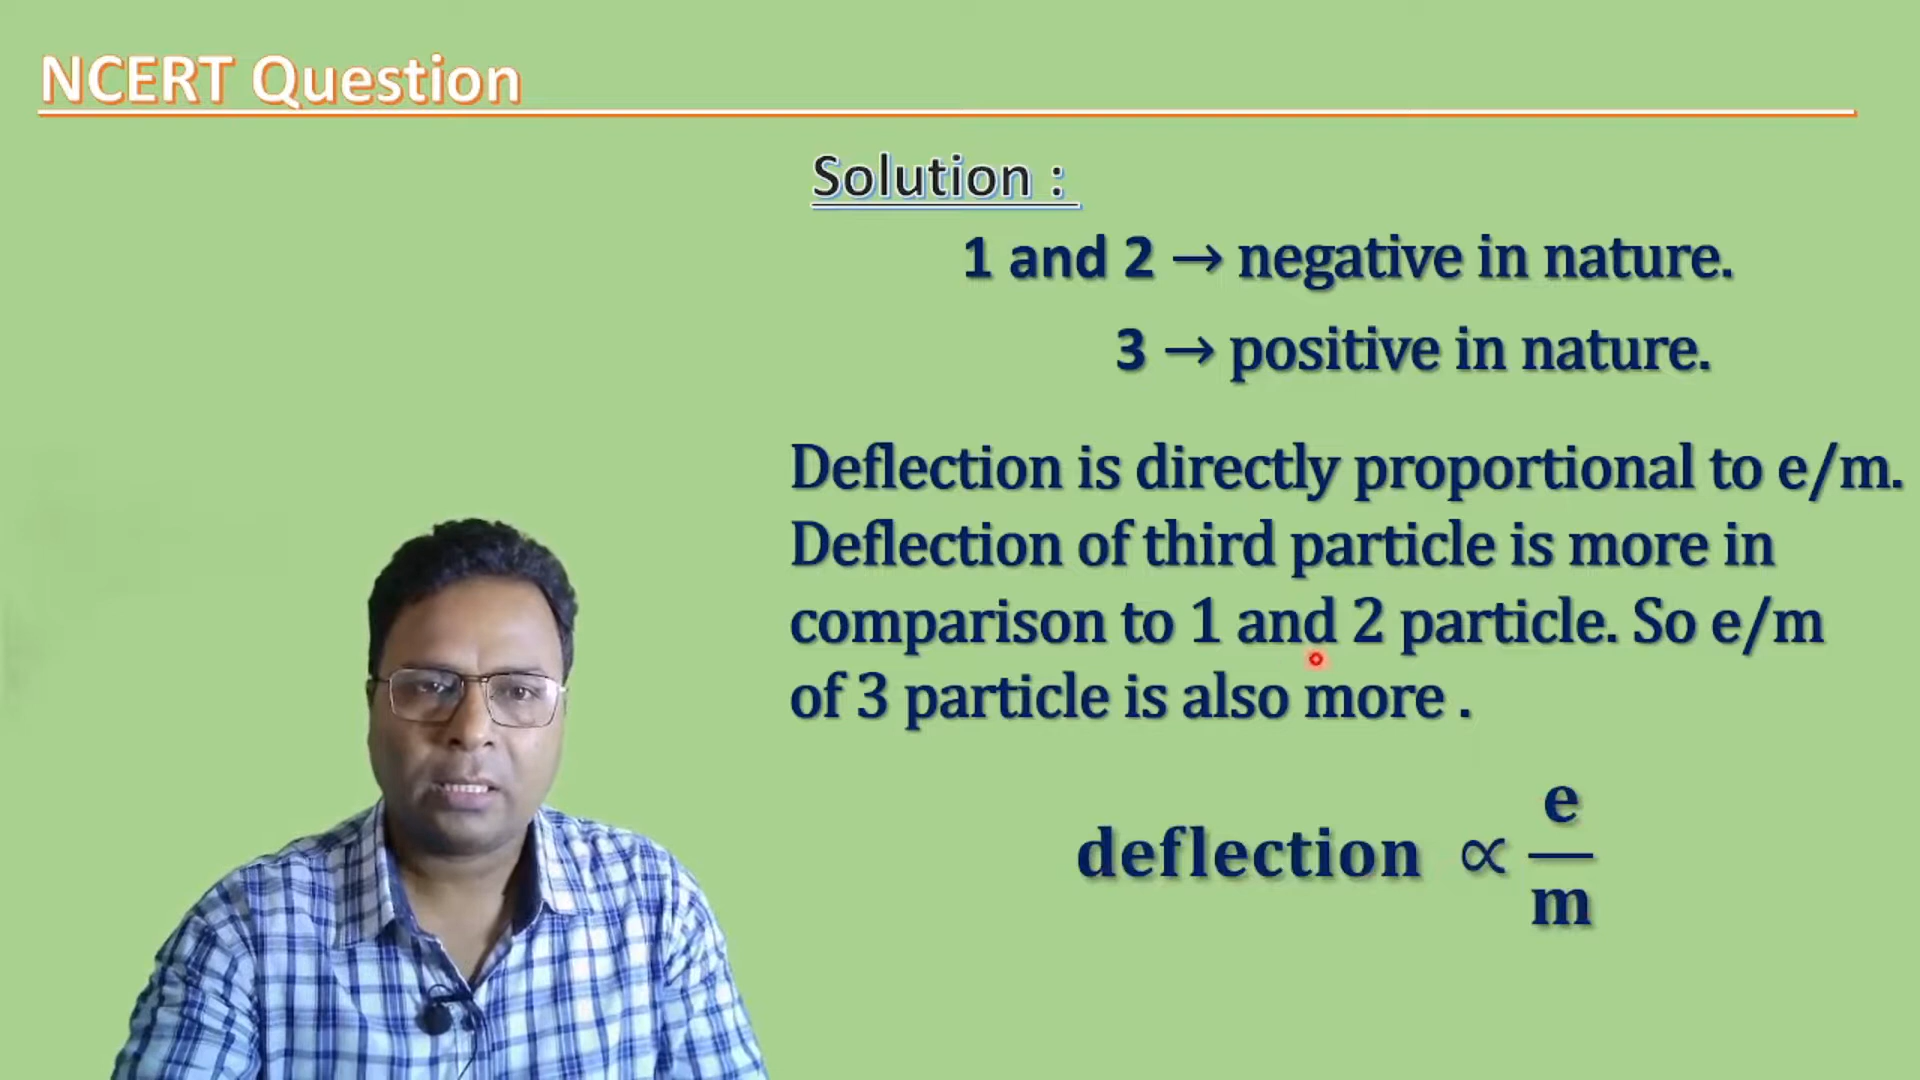 NCERT Question
Solution :
1 and 2 → negative in nature.
3 → positive in nature.
Deflection is directly proportional to e/m.
Deflection of third particle is more in
comparison to 1 and 2 particle. So e/m
of 3 particle is also more .
deflection ∝ e/m